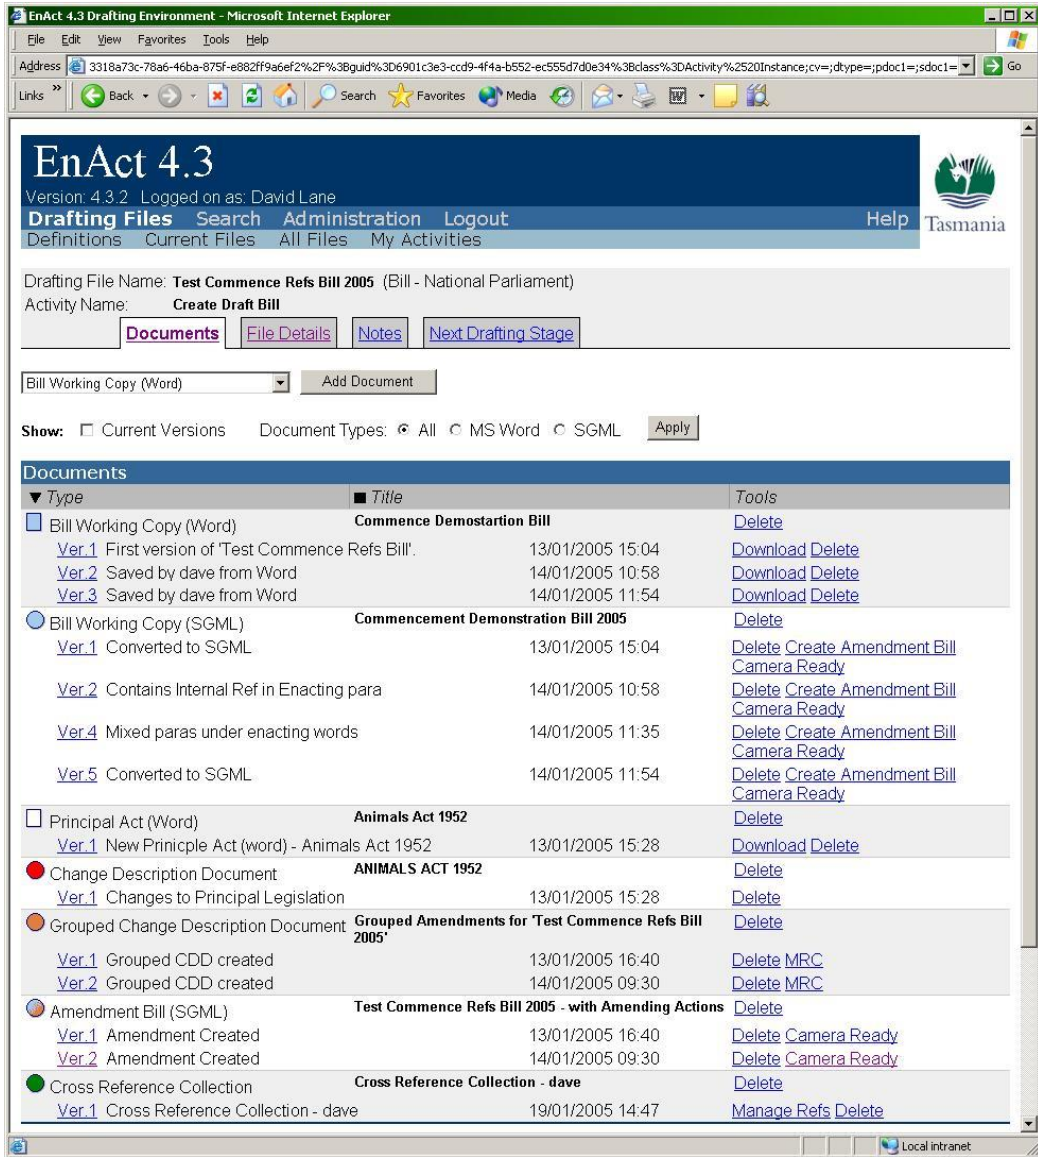 EnAct 4.3 Drafting Environment - Microsoft Internet Explorer
File Edit View Favorites Tools Help
Address 3318a73c-78a6-46ba-875f-e882ff9a6ef2%2F%3Bguid%3D6901c3e3-ccd9-4f4a-b552-ec555d7d0e34%3Bclass%3DActivity%2520Instance;cv=;dtype=;pdoc1=;sdoc1= Go
Links » Back Search Favorites Media
EnAct 4.3
Version: 4.3.2 Logged on as: David Lane
Drafting Files Search Administration Logout Help
Tasmania
Definitions Current Files All Files My Activities
Drafting File Name: Test Commence Refs Bill 2005 (Bill - National Parliament)
Activity Name: Create Draft Bill
Documents File Details Notes Next Drafting Stage
Bill Working Copy (Word) Add Document
Show: Current Versions Document Types: All MS Word SGML Apply
Documents
Type Title Tools
Bill Working Copy (Word) Commence Demostartion Bill Delete
Ver.1 First version of 'Test Commence Refs Bill'. 13/01/2005 15:04 Download Delete
Ver.2 Saved by dave from Word 14/01/2005 10:58 Download Delete
Ver.3 Saved by dave from Word 14/01/2005 11:54 Download Delete
Bill Working Copy (SGML) Commencement Demonstration Bill 2005 Delete
Ver.1 Converted to SGML 13/01/2005 15:04 Delete Create Amendment Bill
Camera Ready
Ver.2 Contains Internal Ref in Enacting para 14/01/2005 10:58 Delete Create Amendment Bill
Camera Ready
Ver.4 Mixed paras under enacting words 14/01/2005 11:35 Delete Create Amendment Bill
Camera Ready
Ver.5 Converted to SGML 14/01/2005 11:54 Delete Create Amendment Bill
Camera Ready
Principal Act (Word) Animals Act 1952 Delete
Ver.1 New Prinicple Act (word) - Animals Act 1952 13/01/2005 15:28 Download Delete
Change Description Document ANIMALS ACT 1952 Delete
Ver.1 Changes to Principal Legislation 13/01/2005 15:28 Delete
Grouped Change Description Document Grouped Amendments for 'Test Commence Refs Bill Delete
2005'
Ver.1 Grouped CDD created 13/01/2005 16:40 Delete MRC
Ver.2 Grouped CDD created 14/01/2005 09:30 Delete MRC
Amendment Bill (SGML) Test Commence Refs Bill 2005 - with Amending Actions Delete
Ver.1 Amendment Created 13/01/2005 16:40 Delete Camera Ready
Ver.2 Amendment Created 14/01/2005 09:30 Delete Camera Ready
Cross Reference Collection Cross Reference Collection - dave Delete
Ver.1 Cross Reference Collection - dave 19/01/2005 14:47 Manage Refs Delete
Local intranet